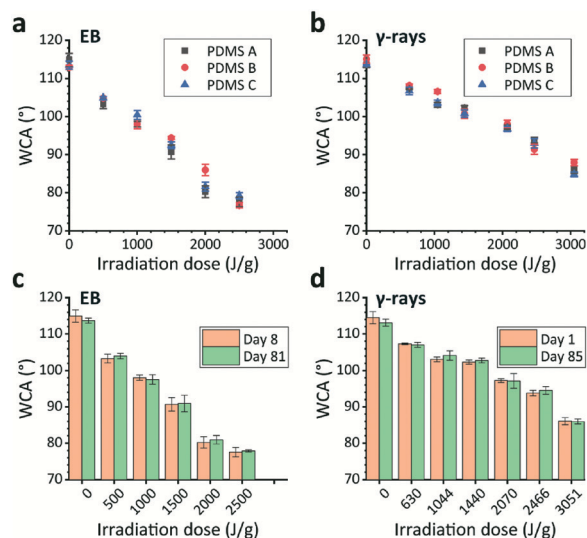 a EB
PDMS A
PDMS B
PDMS C
WCA (°)
120
110
100
90
80
70
0 1000 2000 3000
Irradiation dose (J/g)
b γ-rays
PDMS A
PDMS B
PDMS C
WCA (°)
120
110
100
90
80
70
0 1000 2000 3000
Irradiation dose (J/g)
c EB
Day 8
Day 81
WCA (°)
120
110
100
90
80
70
0 500 1000 1500 2000 2500
Irradiation dose (J/g)
d γ-rays
Day 1
Day 85
WCA (°)
120
110
100
90
80
70
0 630 1044 1440 2070 2466 3051
Irradiation dose (J/g)